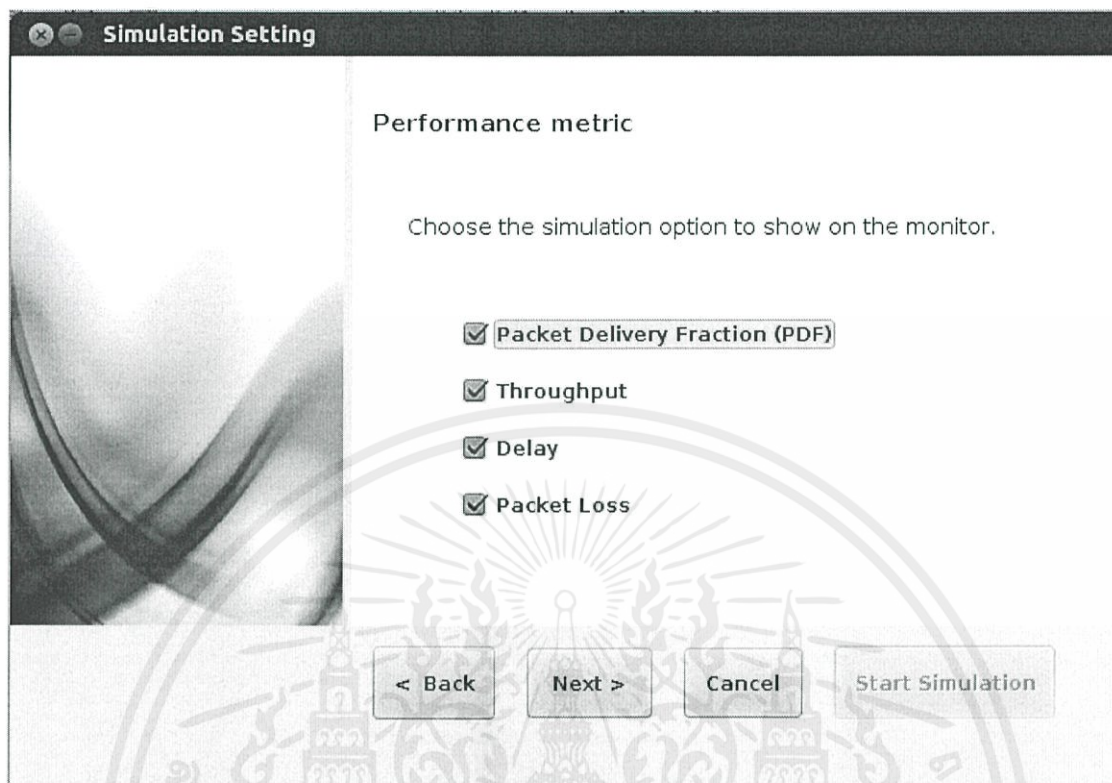 Simulation Setting
Performance metric
Choose the simulation option to show on the monitor.
Packet Delivery Fraction (PDF)
Throughput
Delay
Packet Loss
< Back Next > Cancel Start Simulation